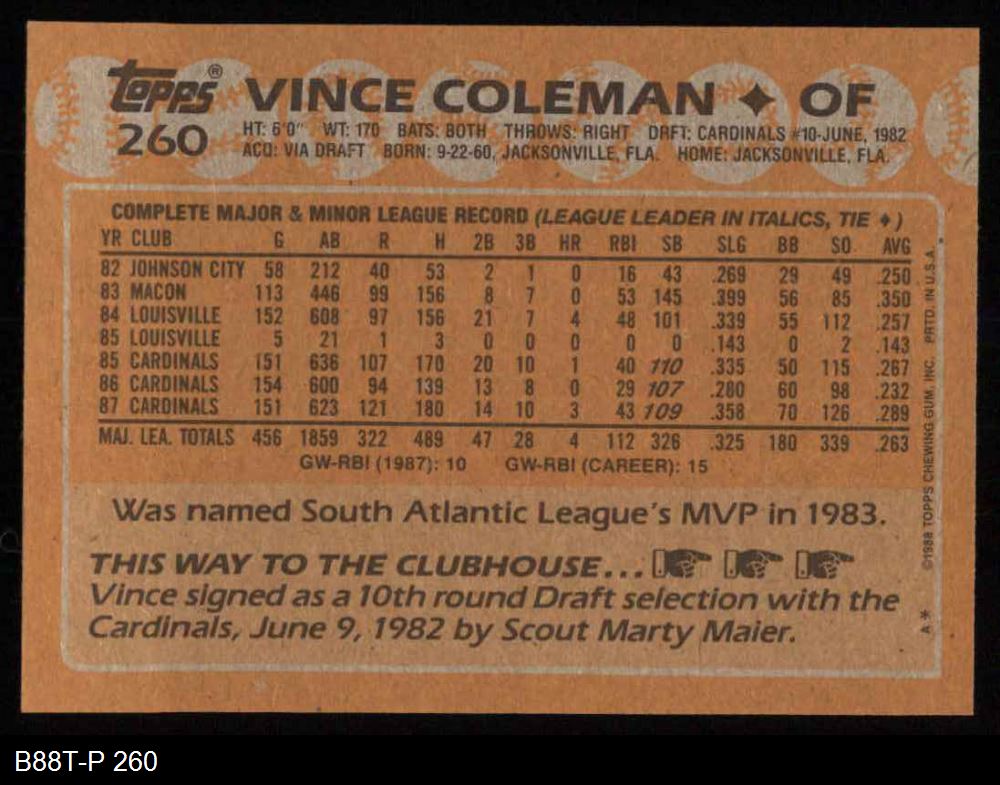 topps®
260
VINCE COLEMAN ✦ OF
HT: 6'0" WT: 170 BATS: BOTH THROWS: RIGHT DRFT: CARDINALS #10-JUNE, 1982
ACQ: VIA DRAFT BORN: 9-22-60, JACKSONVILLE, FLA. HOME: JACKSONVILLE, FLA.
COMPLETE MAJOR & MINOR LEAGUE RECORD (LEAGUE LEADER IN ITALICS, TIE ♦)
YR CLUB G AB R H 2B 3B HR RBI SB SLG BB SO AVG
82 JOHNSON CITY 58 212 40 53 2 1 0 16 43 .269 29 49 .250
83 MACON 113 446 99 156 8 7 0 53 145 .399 56 85 .350
84 LOUISVILLE 152 608 97 156 21 7 4 48 101 .339 55 112 .257
85 LOUISVILLE 5 21 1 3 0 0 0 0 0 .143 0 2 .143
85 CARDINALS 151 636 107 170 20 10 1 40 110 .335 50 115 .267
86 CARDINALS 154 600 94 139 13 8 0 29 107 .280 60 98 .232
87 CARDINALS 151 623 121 180 14 10 3 43 109 .358 70 126 .289
MAJ. LEA. TOTALS 456 1859 322 489 47 28 4 112 326 .325 180 339 .263
GW-RBI (1987): 10 GW-RBI (CAREER): 15
Was named South Atlantic League's MVP in 1983.
THIS WAY TO THE CLUBHOUSE...
Vince signed as a 10th round Draft selection with the
Cardinals, June 9, 1982 by Scout Marty Maier.
A* ©1988 TOPPS CHEWING GUM, INC. PRTD. IN U.S.A.
B88T-P 260